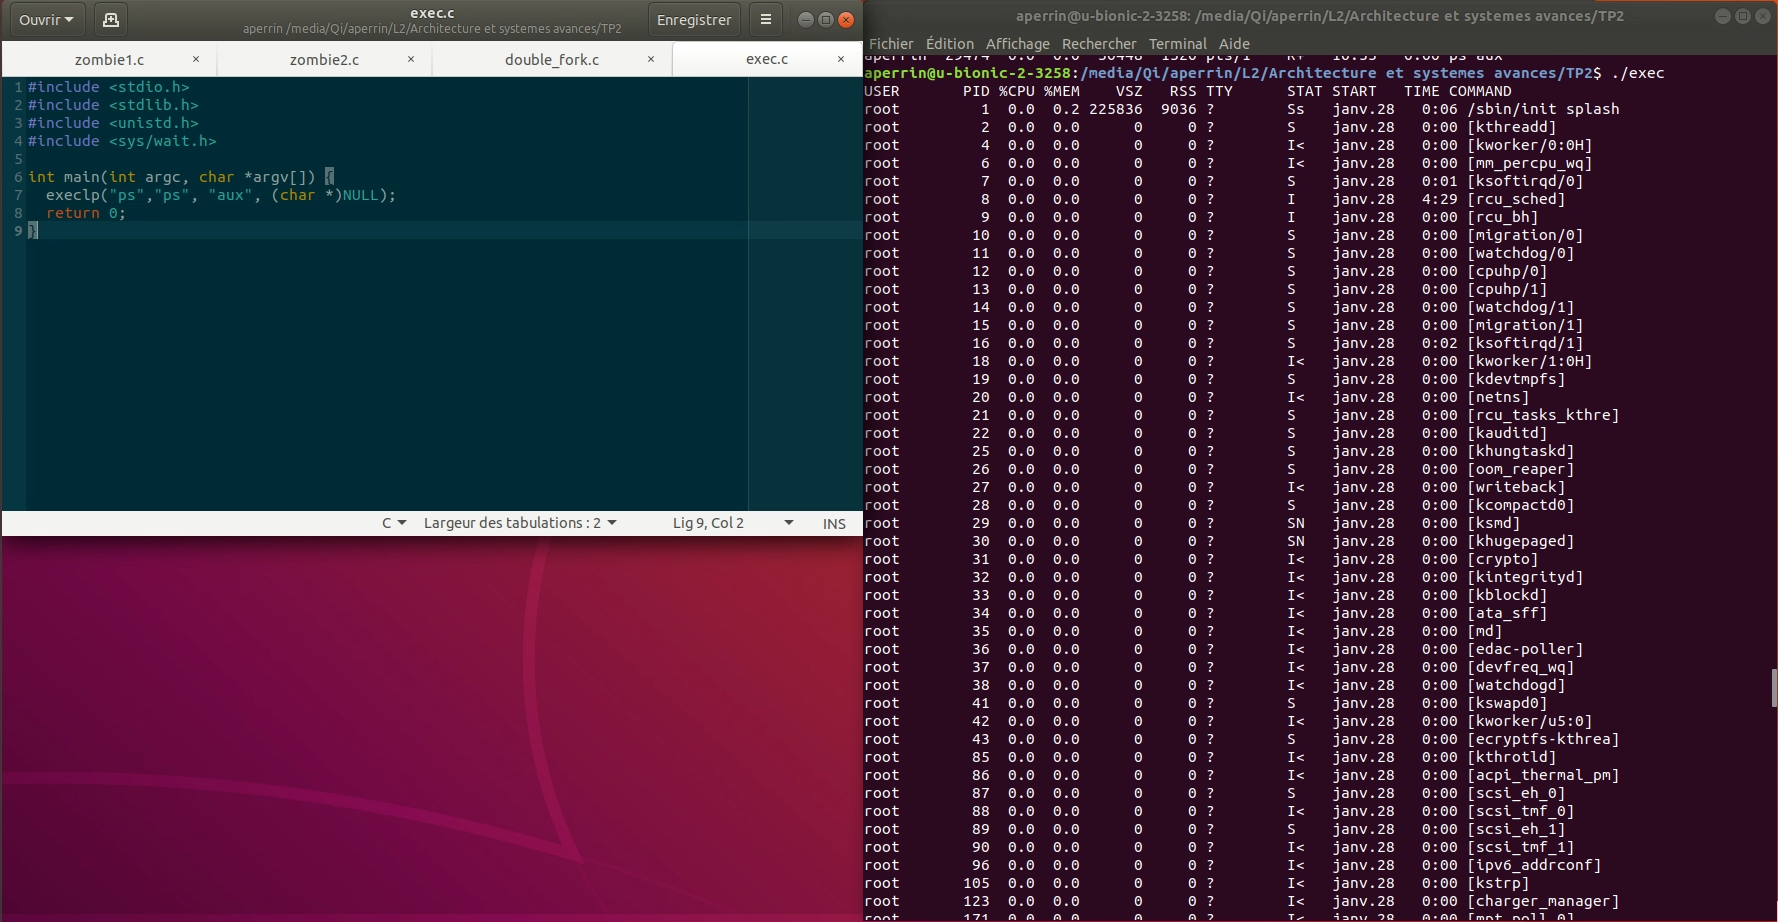 Ouvrir
exec.c
aperrin /media/Qi/aperrin/L2/Architecture et systemes avances/TP2
Enregistrer
zombie1.c × zombie2.c × double_fork.c × exec.c ×
1 #include <stdio.h>
2 #include <stdlib.h>
3 #include <unistd.h>
4 #include <sys/wait.h>
5
6 int main(int argc, char *argv[]) {
7 execlp("ps","ps", "aux", (char *)NULL);
8 return 0;
9 }
C Largeur des tabulations : 2 Lig 9, Col 2 INS
aperrin@u-bionic-2-3258: /media/Qi/aperrin/L2/Architecture et systemes avances/TP2
Fichier Édition Affichage Rechercher Terminal Aide
aperrin 29474 0.0 0.0 pts/1 R+ 0:00 ps aux
aperrin@u-bionic-2-3258:/media/Qi/aperrin/L2/Architecture et systemes avances/TP2$ ./exec
USER PID %CPU %MEM VSZ RSS TTY STAT START TIME COMMAND
root 1 0.0 0.2 225836 9036 ? Ss janv.28 0:06 /sbin/init splash
root 2 0.0 0.0 0 0 ? S janv.28 0:00 [kthreadd]
root 4 0.0 0.0 0 0 ? I< janv.28 0:00 [kworker/0:0H]
root 6 0.0 0.0 0 0 ? I< janv.28 0:00 [mm_percpu_wq]
root 7 0.0 0.0 0 0 ? S janv.28 0:01 [ksoftirqd/0]
root 8 0.0 0.0 0 0 ? I janv.28 4:29 [rcu_sched]
root 9 0.0 0.0 0 0 ? I janv.28 0:00 [rcu_bh]
root 10 0.0 0.0 0 0 ? S janv.28 0:00 [migration/0]
root 11 0.0 0.0 0 0 ? S janv.28 0:00 [watchdog/0]
root 12 0.0 0.0 0 0 ? S janv.28 0:00 [cpuhp/0]
root 13 0.0 0.0 0 0 ? S janv.28 0:00 [cpuhp/1]
root 14 0.0 0.0 0 0 ? S janv.28 0:00 [watchdog/1]
root 15 0.0 0.0 0 0 ? S janv.28 0:00 [migration/1]
root 16 0.0 0.0 0 0 ? S janv.28 0:02 [ksoftirqd/1]
root 18 0.0 0.0 0 0 ? I< janv.28 0:00 [kworker/1:0H]
root 19 0.0 0.0 0 0 ? S janv.28 0:00 [kdevtmpfs]
root 20 0.0 0.0 0 0 ? I< janv.28 0:00 [netns]
root 21 0.0 0.0 0 0 ? S janv.28 0:00 [rcu_tasks_kthre]
root 22 0.0 0.0 0 0 ? S janv.28 0:00 [kauditd]
root 25 0.0 0.0 0 0 ? S janv.28 0:00 [khungtaskd]
root 26 0.0 0.0 0 0 ? S janv.28 0:00 [oom_reaper]
root 27 0.0 0.0 0 0 ? I< janv.28 0:00 [writeback]
root 28 0.0 0.0 0 0 ? S janv.28 0:00 [kcompactd0]
root 29 0.0 0.0 0 0 ? SN janv.28 0:00 [ksmd]
root 30 0.0 0.0 0 0 ? SN janv.28 0:00 [khugepaged]
root 31 0.0 0.0 0 0 ? I< janv.28 0:00 [crypto]
root 32 0.0 0.0 0 0 ? I< janv.28 0:00 [kintegrityd]
root 33 0.0 0.0 0 0 ? I< janv.28 0:00 [kblockd]
root 34 0.0 0.0 0 0 ? I< janv.28 0:00 [ata_sff]
root 35 0.0 0.0 0 0 ? I< janv.28 0:00 [md]
root 36 0.0 0.0 0 0 ? I< janv.28 0:00 [edac-poller]
root 37 0.0 0.0 0 0 ? I< janv.28 0:00 [devfreq_wq]
root 38 0.0 0.0 0 0 ? I< janv.28 0:00 [watchdogd]
root 41 0.0 0.0 0 0 ? S janv.28 0:00 [kswapd0]
root 42 0.0 0.0 0 0 ? I< janv.28 0:00 [kworker/u5:0]
root 43 0.0 0.0 0 0 ? S janv.28 0:00 [ecryptfs-kthrea]
root 85 0.0 0.0 0 0 ? I< janv.28 0:00 [kthrotld]
root 86 0.0 0.0 0 0 ? I< janv.28 0:00 [acpi_thermal_pm]
root 87 0.0 0.0 0 0 ? S janv.28 0:00 [scsi_eh_0]
root 88 0.0 0.0 0 0 ? I< janv.28 0:00 [scsi_tmf_0]
root 89 0.0 0.0 0 0 ? S janv.28 0:00 [scsi_eh_1]
root 90 0.0 0.0 0 0 ? I< janv.28 0:00 [scsi_tmf_1]
root 96 0.0 0.0 0 0 ? I< janv.28 0:00 [ipv6_addrconf]
root 105 0.0 0.0 0 0 ? I< janv.28 0:00 [kstrp]
root 123 0.0 0.0 0 0 ? I< janv.28 0:00 [charger_manager]
root 171 0.0 0.0 0 0 ? I< janv.28 0:00 [mpt_poll_0]